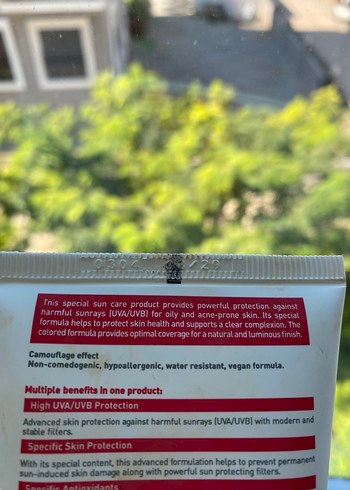 This special sun care product provides powerful protection against
harmful sunrays (UVA/UVB) for oily and acne-prone skin. Its special
formula helps to protect skin health and supports a clear complexion. The
colored formula provides optimal coverage for a natural and luminous finish.
Camouflage effect
Non-comedogenic, hypoallergenic, water resistant, vegan formula.
Multiple benefits in one product:
High UVA/UVB Protection
Advanced skin protection against harmful sunrays (UVA/UVB) with modern and
stable filters.
Specific Skin Protection
With its special content, this advanced formulation helps to prevent permanent
sun-induced skin damage along with powerful sun protecting filters.
Specific Antioxidants